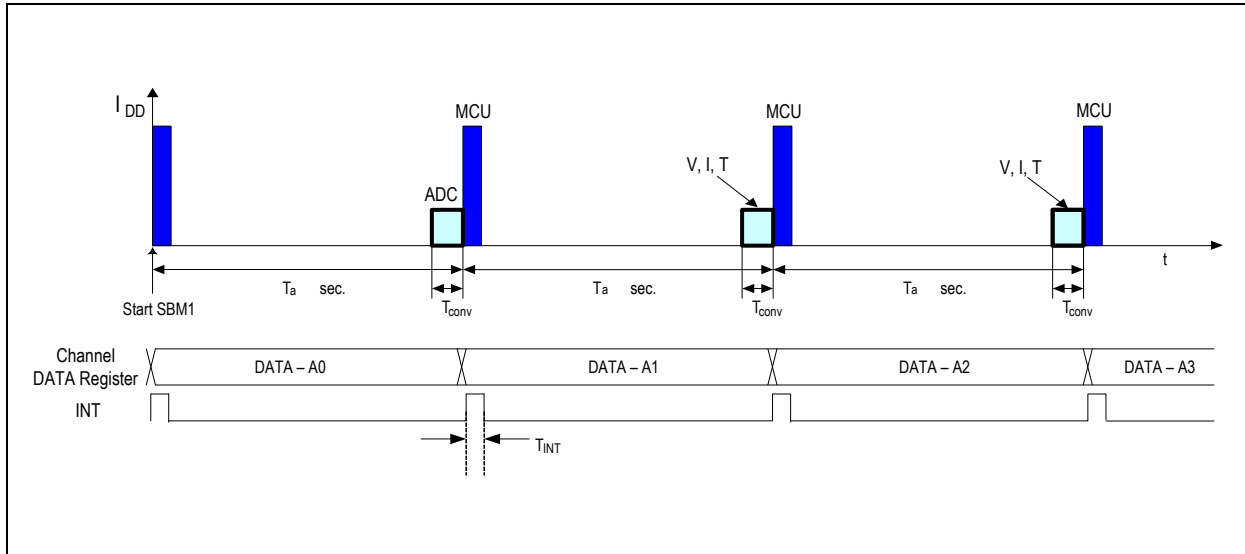 I DD
MCU
MCU
MCU
V, I, T
V, I, T
ADC
t
Ta sec.
Ta sec.
Ta sec.
Start SBM1
Tconv
Tconv
Tconv
Channel
DATA Register
DATA – A0
DATA – A1
DATA – A2
DATA – A3
INT
TINT